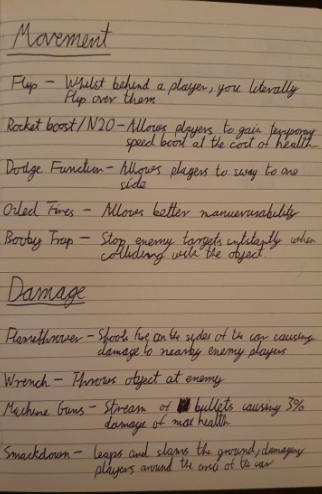 Movement
Flip – Whilst behind a player, you literally
flip over them
Rocket boost/N20 – Allows players to gain temporary
speed boost at the cost of health
Dodge Function – Allows players to sway to one
side
Oiled Tires – Allows better manueverability
Booby Trap – Stop enemy targets when
colliding with the object
Damage
Flamethrower – Shoots fire on the sides of the car causing
damage to nearby enemy players
Wrench – Throws object at enemy
Machine Guns – Stream of bullets causing 3%
damage of max health
Smackdown – Leaps and slams the ground, damaging
players around the area of the car